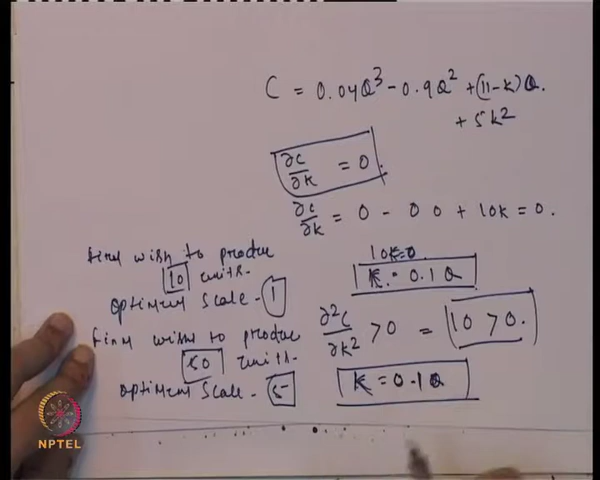 C = 0.04Q³ - 0.9Q² + (11-k)Q.
+ 5k²
∂C/∂k = 0.
∂C/∂k = 0 - 0 0 + 10k = 0.
10k=0
k = 0.1Q
∂²C/∂k² > 0 = 10 > 0.
k = 0.1Q
firm wish to produce
10 units.
optimum scale - 1
firm wish to produce
50 units.
optimum scale - 5
NPTEL